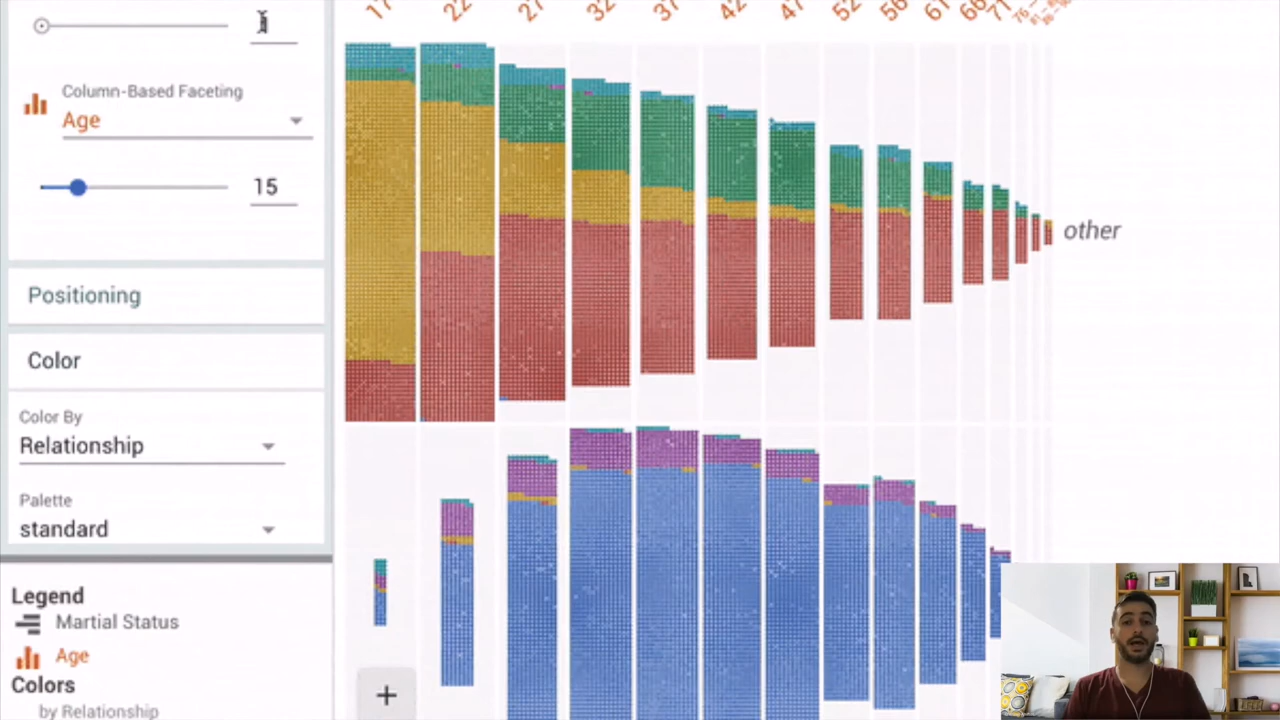 17
22
27
32
37
42
47
52
56
61
66
71
Column-Based Faceting
Age
15
other
Positioning
Color
Color By
Relationship
Palette
standard
Legend
Martial Status
Age
Colors
by Relationship
+